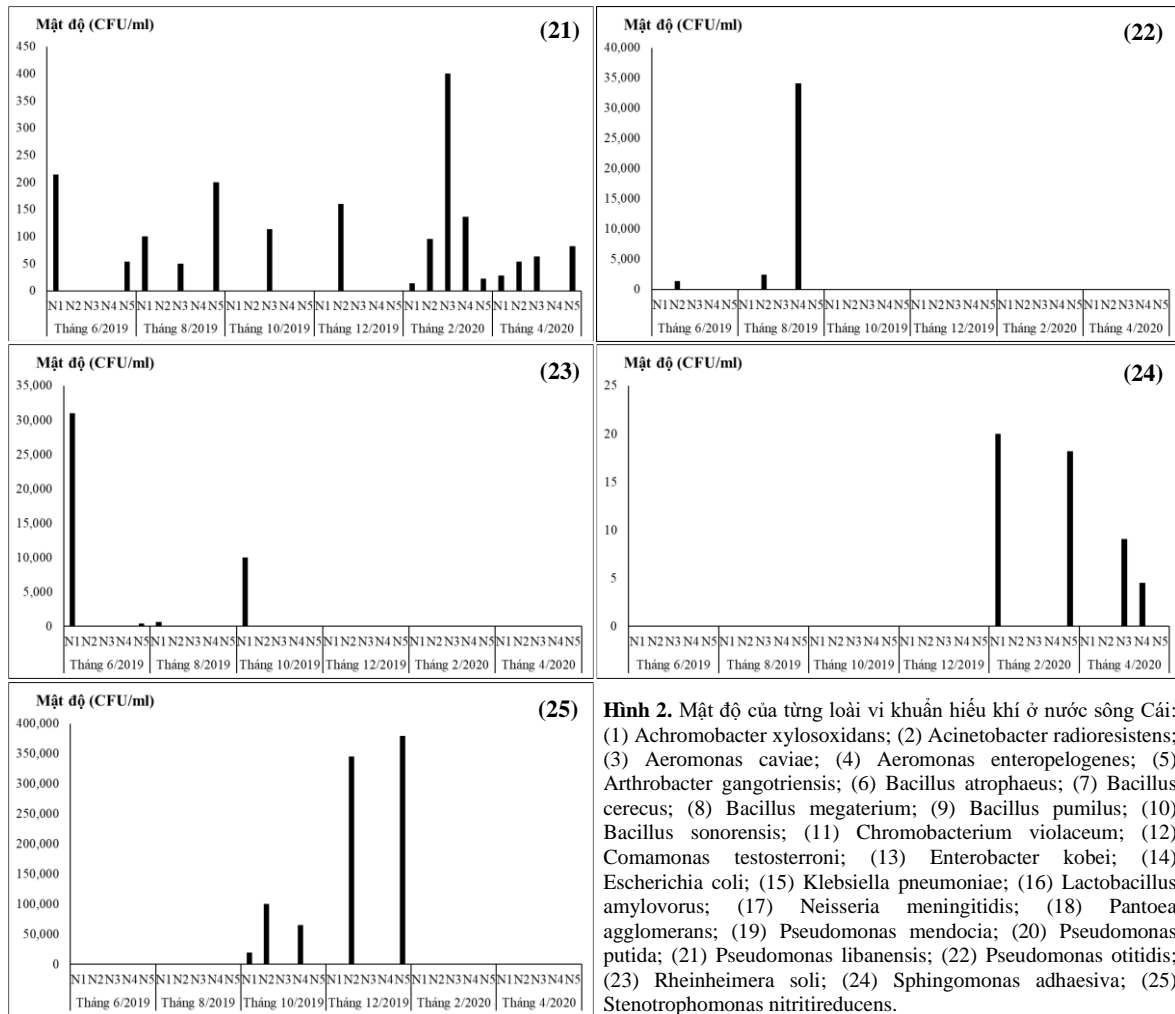 Mật độ (CFU/ml)
(21)
450
400
350
300
250
200
150
100
50
0
N1 N2 N3 N4 N5 N1 N2 N3 N4 N5 N1 N2 N3 N4 N5 N1 N2 N3 N4 N5 N1 N2 N3 N4 N5 N1 N2 N3 N4 N5
Tháng 6/2019 Tháng 8/2019 Tháng 10/2019 Tháng 12/2019 Tháng 2/2020 Tháng 4/2020
Mật độ (CFU/ml)
(22)
40,000
35,000
30,000
25,000
20,000
15,000
10,000
5,000
0
N1 N2 N3 N4 N5 N1 N2 N3 N4 N5 N1 N2 N3 N4 N5 N1 N2 N3 N4 N5 N1 N2 N3 N4 N5 N1 N2 N3 N4 N5
Tháng 6/2019 Tháng 8/2019 Tháng 10/2019 Tháng 12/2019 Tháng 2/2020 Tháng 4/2020
Mật độ (CFU/ml)
(23)
35,000
30,000
25,000
20,000
15,000
10,000
5,000
0
N1 N2 N3 N4 N5 N1 N2 N3 N4 N5 N1 N2 N3 N4 N5 N1 N2 N3 N4 N5 N1 N2 N3 N4 N5 N1 N2 N3 N4 N5
Tháng 6/2019 Tháng 8/2019 Tháng 10/2019 Tháng 12/2019 Tháng 2/2020 Tháng 4/2020
Mật độ (CFU/ml)
(24)
25
20
15
10
5
0
N1 N2 N3 N4 N5 N1 N2 N3 N4 N5 N1 N2 N3 N4 N5 N1 N2 N3 N4 N5 N1 N2 N3 N4 N5 N1 N2 N3 N4 N5
Tháng 6/2019 Tháng 8/2019 Tháng 10/2019 Tháng 12/2019 Tháng 2/2020 Tháng 4/2020
Mật độ (CFU/ml)
(25)
400,000
350,000
300,000
250,000
200,000
150,000
100,000
50,000
0
N1 N2 N3 N4 N5 N1 N2 N3 N4 N5 N1 N2 N3 N4 N5 N1 N2 N3 N4 N5 N1 N2 N3 N4 N5 N1 N2 N3 N4 N5
Tháng 6/2019 Tháng 8/2019 Tháng 10/2019 Tháng 12/2019 Tháng 2/2020 Tháng 4/2020
Hình 2. Mật độ của từng loài vi khuẩn hiếu khí ở nước sông Cái:
(1) Achromobacter xylosoxidans; (2) Acinetobacter radioresistens;
(3) Aeromonas caviae; (4) Aeromonas enteropelogenes; (5)
Arthrobacter gangotriensis; (6) Bacillus atrophaeus; (7) Bacillus
cerecus; (8) Bacillus megaterium; (9) Bacillus pumilus; (10)
Bacillus sonorensis; (11) Chromobacterium violaceum; (12)
Comamonas testosterroni; (13) Enterobacter kobei; (14)
Escherichia coli; (15) Klebsiella pneumoniae; (16) Lactobacillus
amylovorus; (17) Neisseria meningitidis; (18) Pantoea
agglomerans; (19) Pseudomonas mendocia; (20) Pseudomonas
putida; (21) Pseudomonas libanensis; (22) Pseudomonas otitidis;
(23) Rheinheimera soli; (24) Sphingomonas adhaesiva; (25)
Stenotrophomonas nitritireducens.